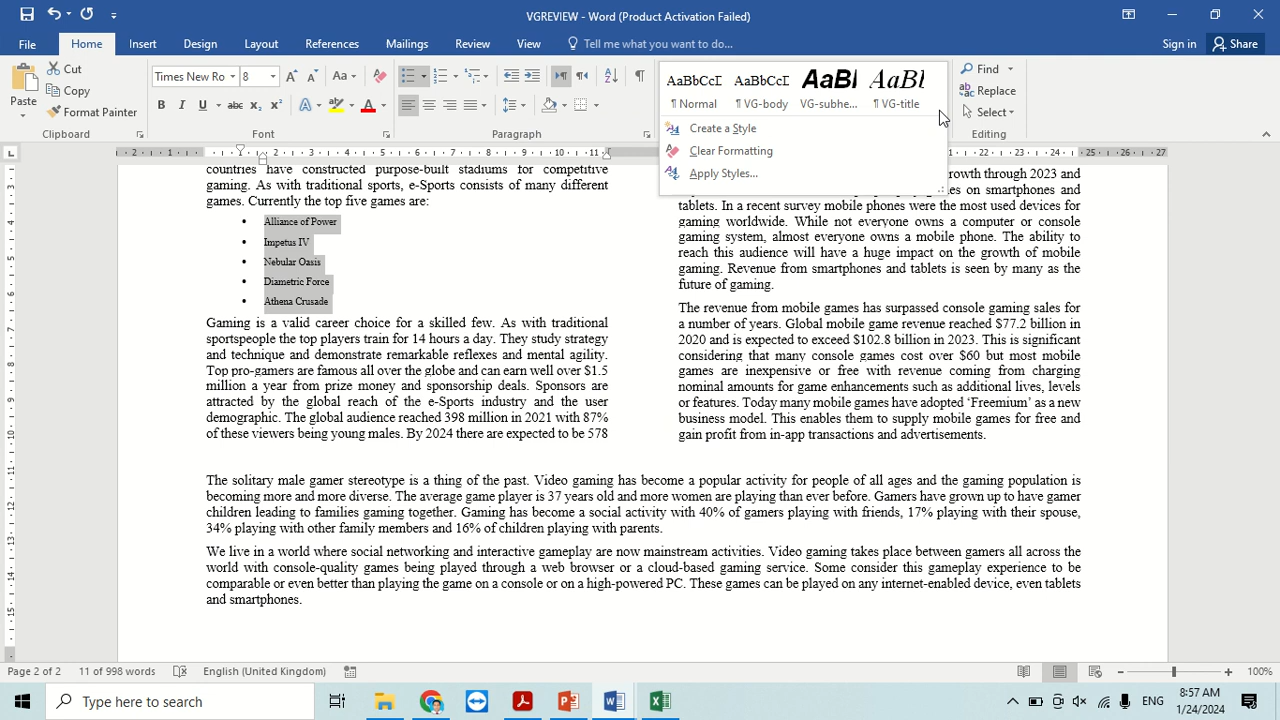 VGREVIEW - Word (Product Activation Failed)
File Home Insert Design Layout References Mailings Review View Tell me what you want to do... Sign in Share
Paste
Cut
Copy
Format Painter
Clipboard
Times New Ro 8
Font
Paragraph
AaBbCcI AaBbCcI AaBl AaBl
¶ Normal ¶ VG-body VG-subhe... ¶ VG-title
Create a Style
Clear Formatting
Apply Styles...
Find
Replace
Select
Editing
countries have constructed purpose-built stadiums for competitive
gaming. As with traditional sports, e-Sports consists of many different
games. Currently the top five games are:
• Alliance of Power
• Impetus IV
• Nebular Oasis
• Diametric Force
• Athena Crusade
Gaming is a valid career choice for a skilled few. As with traditional
sportspeople the top players train for 14 hours a day. They study strategy
and technique and demonstrate remarkable reflexes and mental agility.
Top pro-gamers are famous all over the globe and can earn well over $1.5
million a year from prize money and sponsorship deals. Sponsors are
attracted by the global reach of the e-Sports industry and the user
demographic. The global audience reached 398 million in 2021 with 87%
of these viewers being young males. By 2024 there are expected to be 578
growth through 2023 and
on smartphones and
tablets. In a recent survey mobile phones were the most used devices for
gaming worldwide. While not everyone owns a computer or console
gaming system, almost everyone owns a mobile phone. The ability to
reach this audience will have a huge impact on the growth of mobile
gaming. Revenue from smartphones and tablets is seen by many as the
future of gaming.
The revenue from mobile games has surpassed console gaming sales for
a number of years. Global mobile game revenue reached $77.2 billion in
2020 and is expected to exceed $102.8 billion in 2023. This is significant
considering that many console games cost over $60 but most mobile
games are inexpensive or free with revenue coming from charging
nominal amounts for game enhancements such as additional lives, levels
or features. Today many mobile games have adopted ‘Freemium’ as a new
business model. This enables them to supply mobile games for free and
gain profit from in-app transactions and advertisements.
The solitary male gamer stereotype is a thing of the past. Video gaming has become a popular activity for people of all ages and the gaming population is
becoming more and more diverse. The average game player is 37 years old and more women are playing than ever before. Gamers have grown up to have gamer
children leading to families gaming together. Gaming has become a social activity with 40% of gamers playing with friends, 17% playing with their spouse,
34% playing with other family members and 16% of children playing with parents.
We live in a world where social networking and interactive gameplay are now mainstream activities. Video gaming takes place between gamers all across the
world with console-quality games being played through a web browser or a cloud-based gaming service. Some consider this gameplay experience to be
comparable or even better than playing the game on a console or on a high-powered PC. These games can be played on any internet-enabled device, even tablets
and smartphones.
Page 2 of 2 11 of 998 words English (United Kingdom) 100%
Type here to search
ENG
8:57 AM
1/24/2024